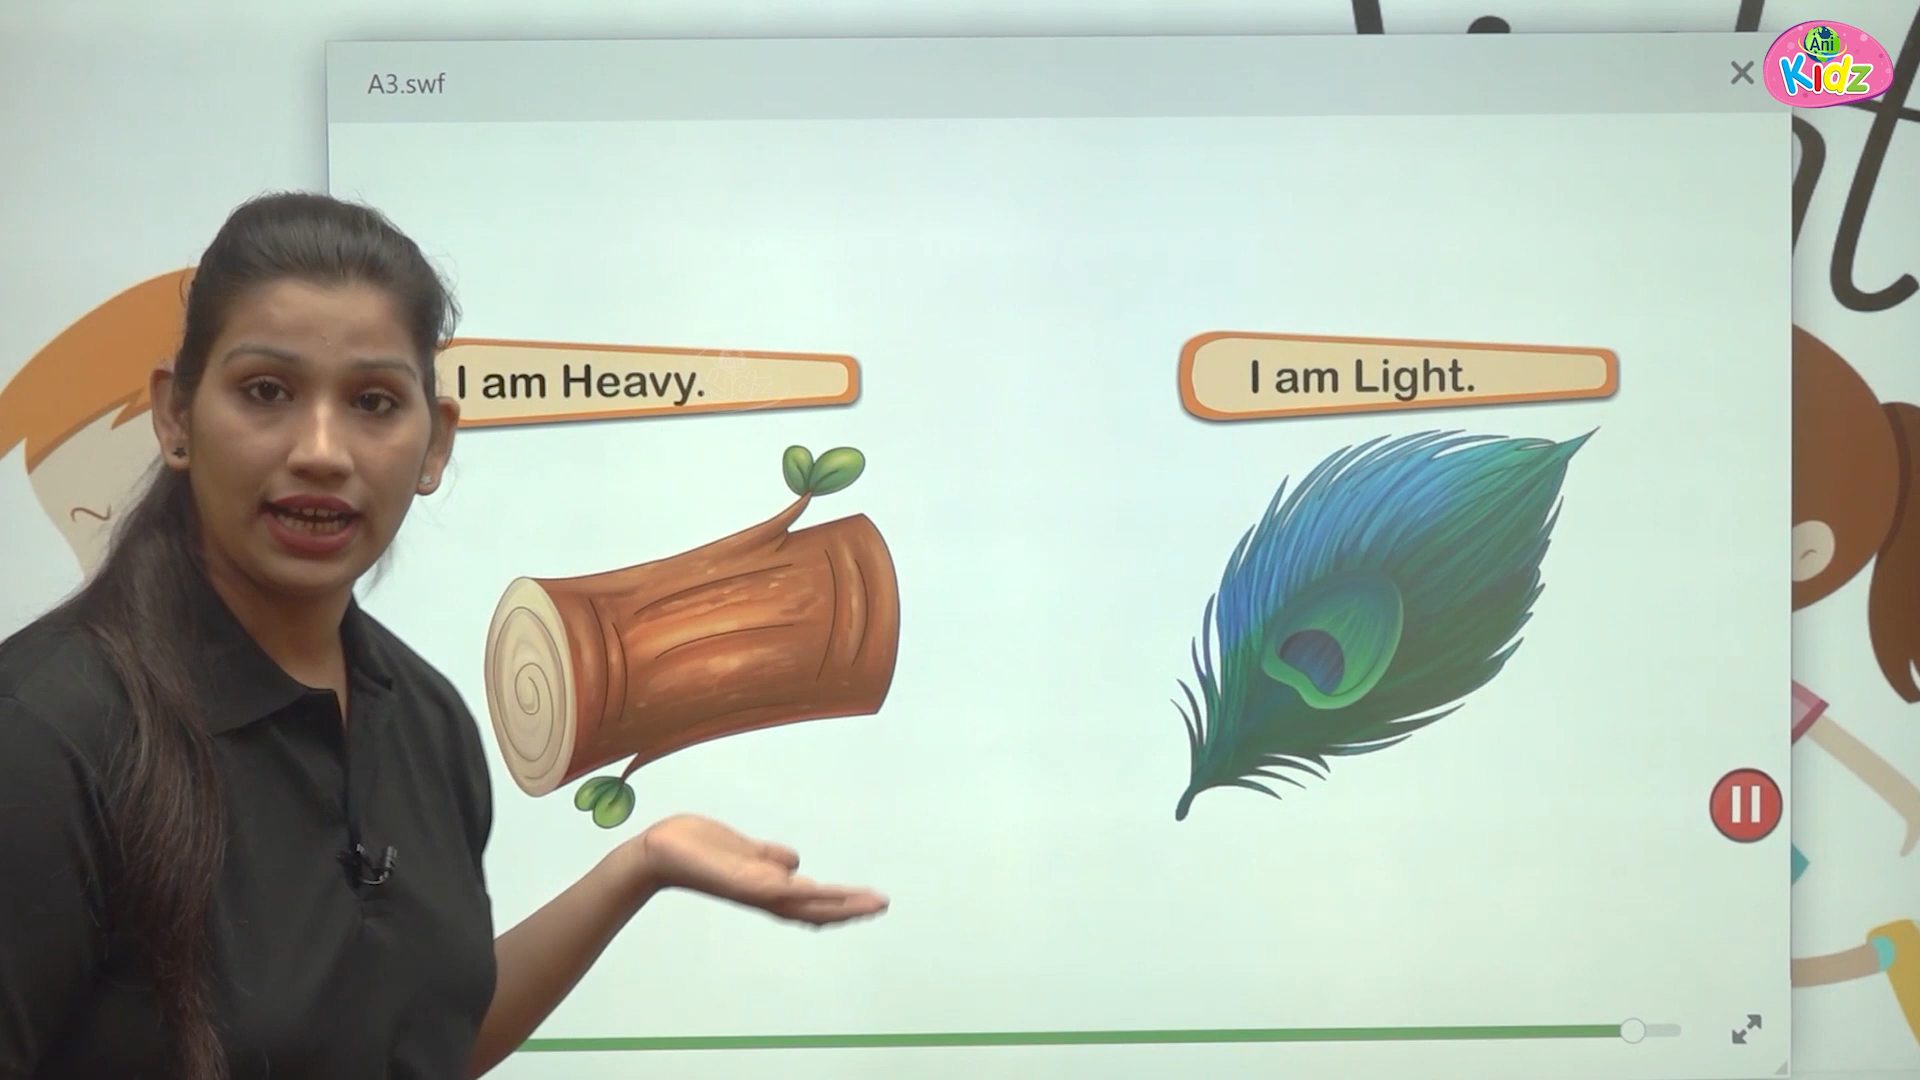 A3.swf
Ani
Kidz
I am Heavy.
I am Light.